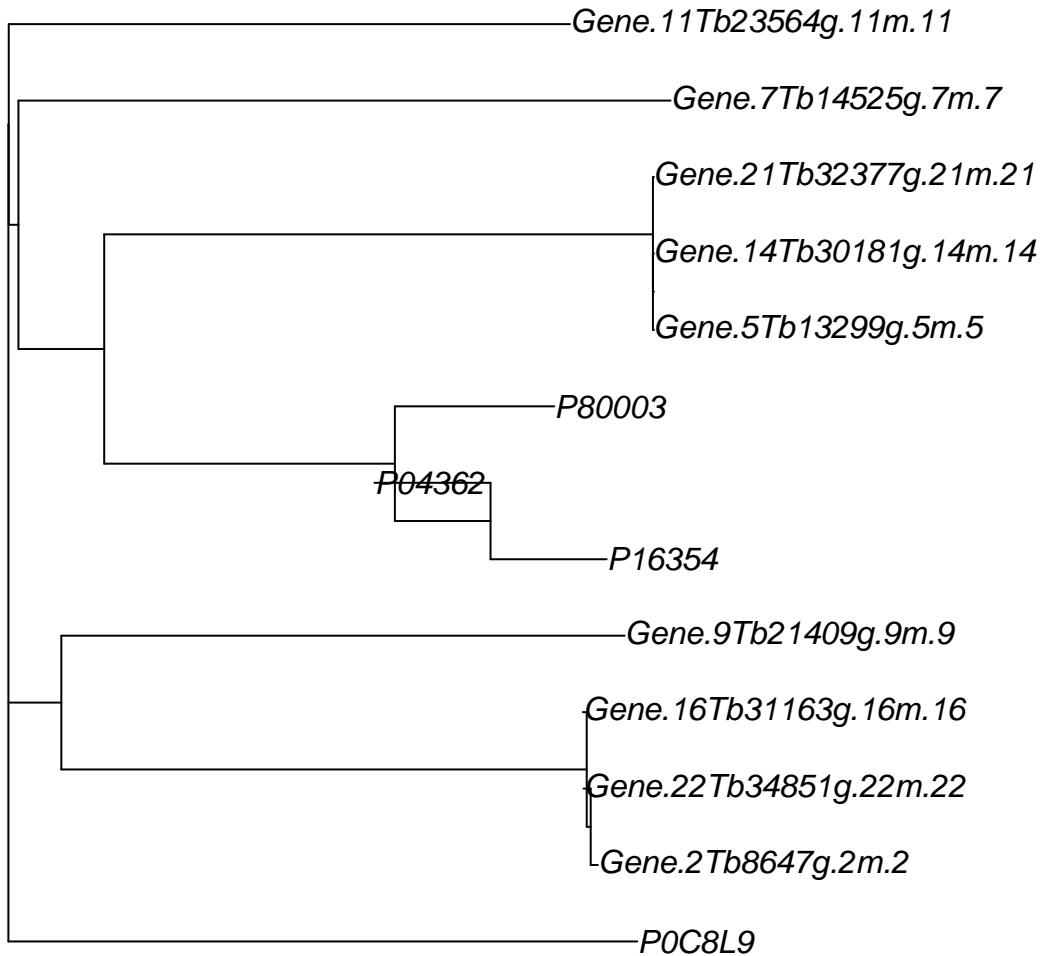 Gene.11Tb23564g.11m.11
Gene.7Tb14525g.7m.7
Gene.21Tb32377g.21m.21
Gene.14Tb30181g.14m.14
Gene.5Tb13299g.5m.5
P80003
P04362
P16354
Gene.9Tb21409g.9m.9
Gene.16Tb31163g.16m.16
Gene.22Tb34851g.22m.22
Gene.2Tb8647g.2m.2
P0C8L9